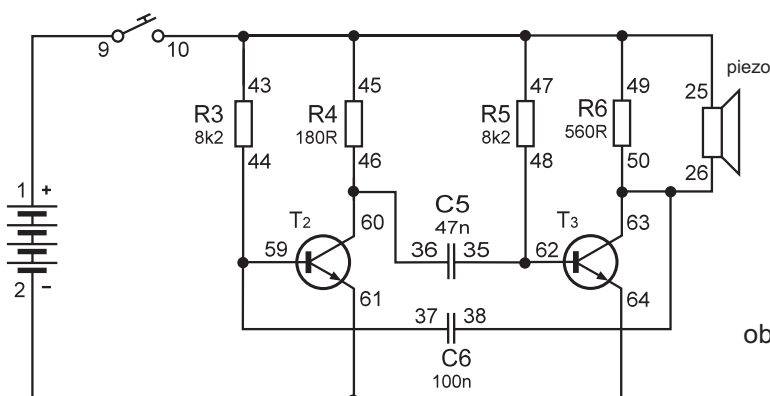 9 10
piezo
43 45 47 49 25
R3 R4 R5 R6
8k2 180R 8k2 560R
44 46 48 50 26
1 +
C5
47n
T2 60 T3 63
59 36 35 62
2 - 61 64
37 38
ob
C6
100n